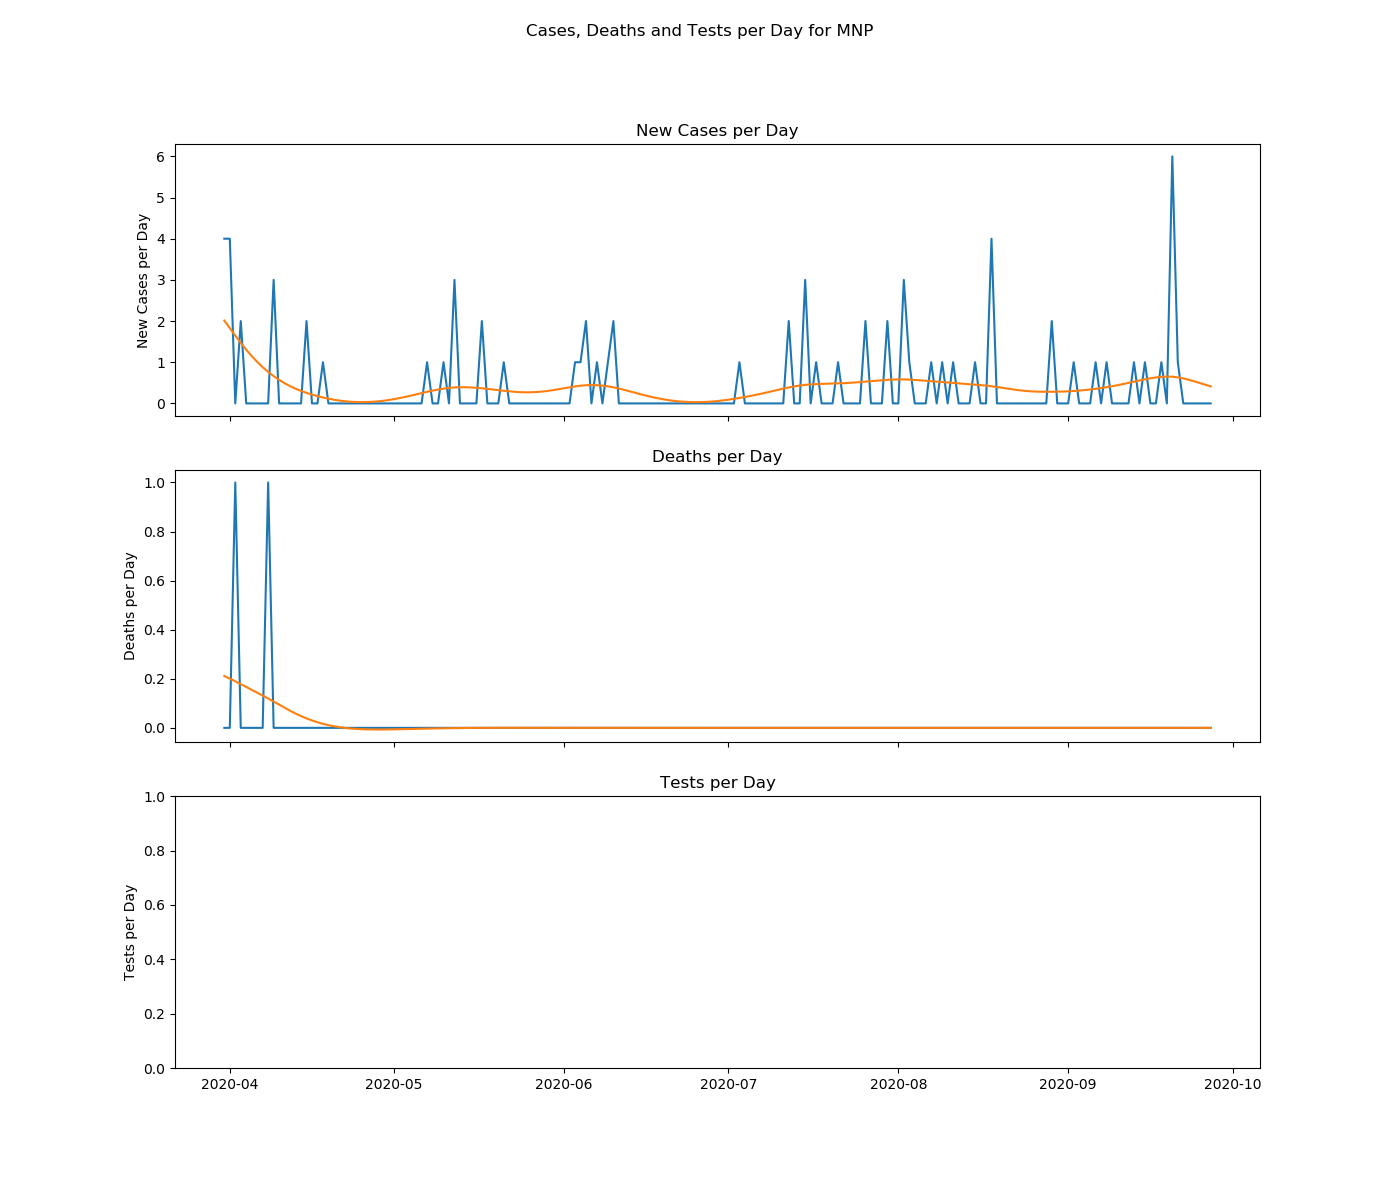 Cases, Deaths and Tests per Day for MNP
New Cases per Day
New Cases per Day
6
5
4
3
2
1
0
Deaths per Day
Deaths per Day
1.0
0.8
0.6
0.4
0.2
0.0
Tests per Day
Tests per Day
1.0
0.8
0.6
0.4
0.2
0.0
2020-04 2020-05 2020-06 2020-07 2020-08 2020-09 2020-10